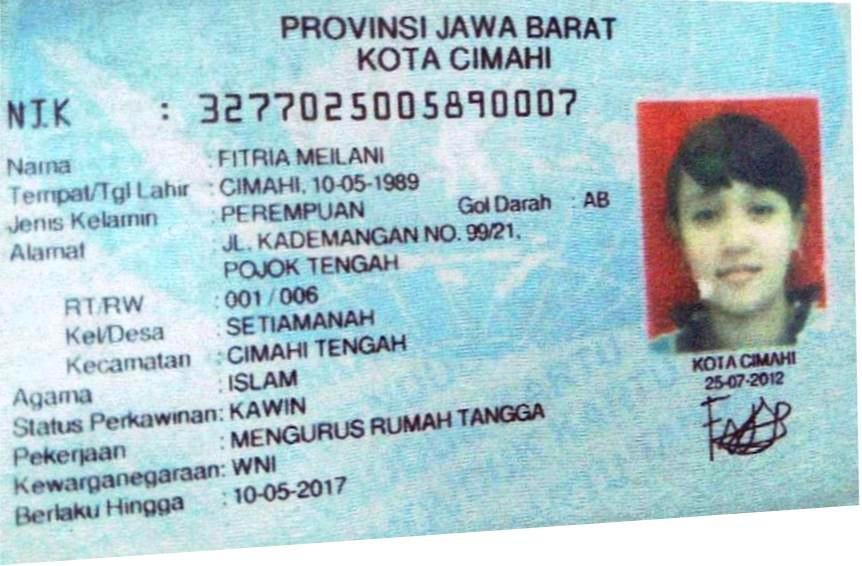 PROVINSI JAWA BARAT
KOTA CIMAHI
NIK : 3277025005890007
Nama : FITRIA MEILANI
Tempat/Tgl Lahir : CIMAHI, 10-05-1989
Jenis Kelamin : PEREMPUAN Gol Darah : AB
Alamat : JL. KADEMANGAN NO. 99/21,
POJOK TENGAH
RT/RW : 001 / 006
Kel/Desa : SETIAMANAH
Kecamatan : CIMAHI TENGAH
Agama : ISLAM
Status Perkawinan: KAWIN
Pekerjaan : MENGURUS RUMAH TANGGA
Kewarganegaraan: WNI
Berlaku Hingga : 10-05-2017
KOTA CIMAHI
25-07-2012